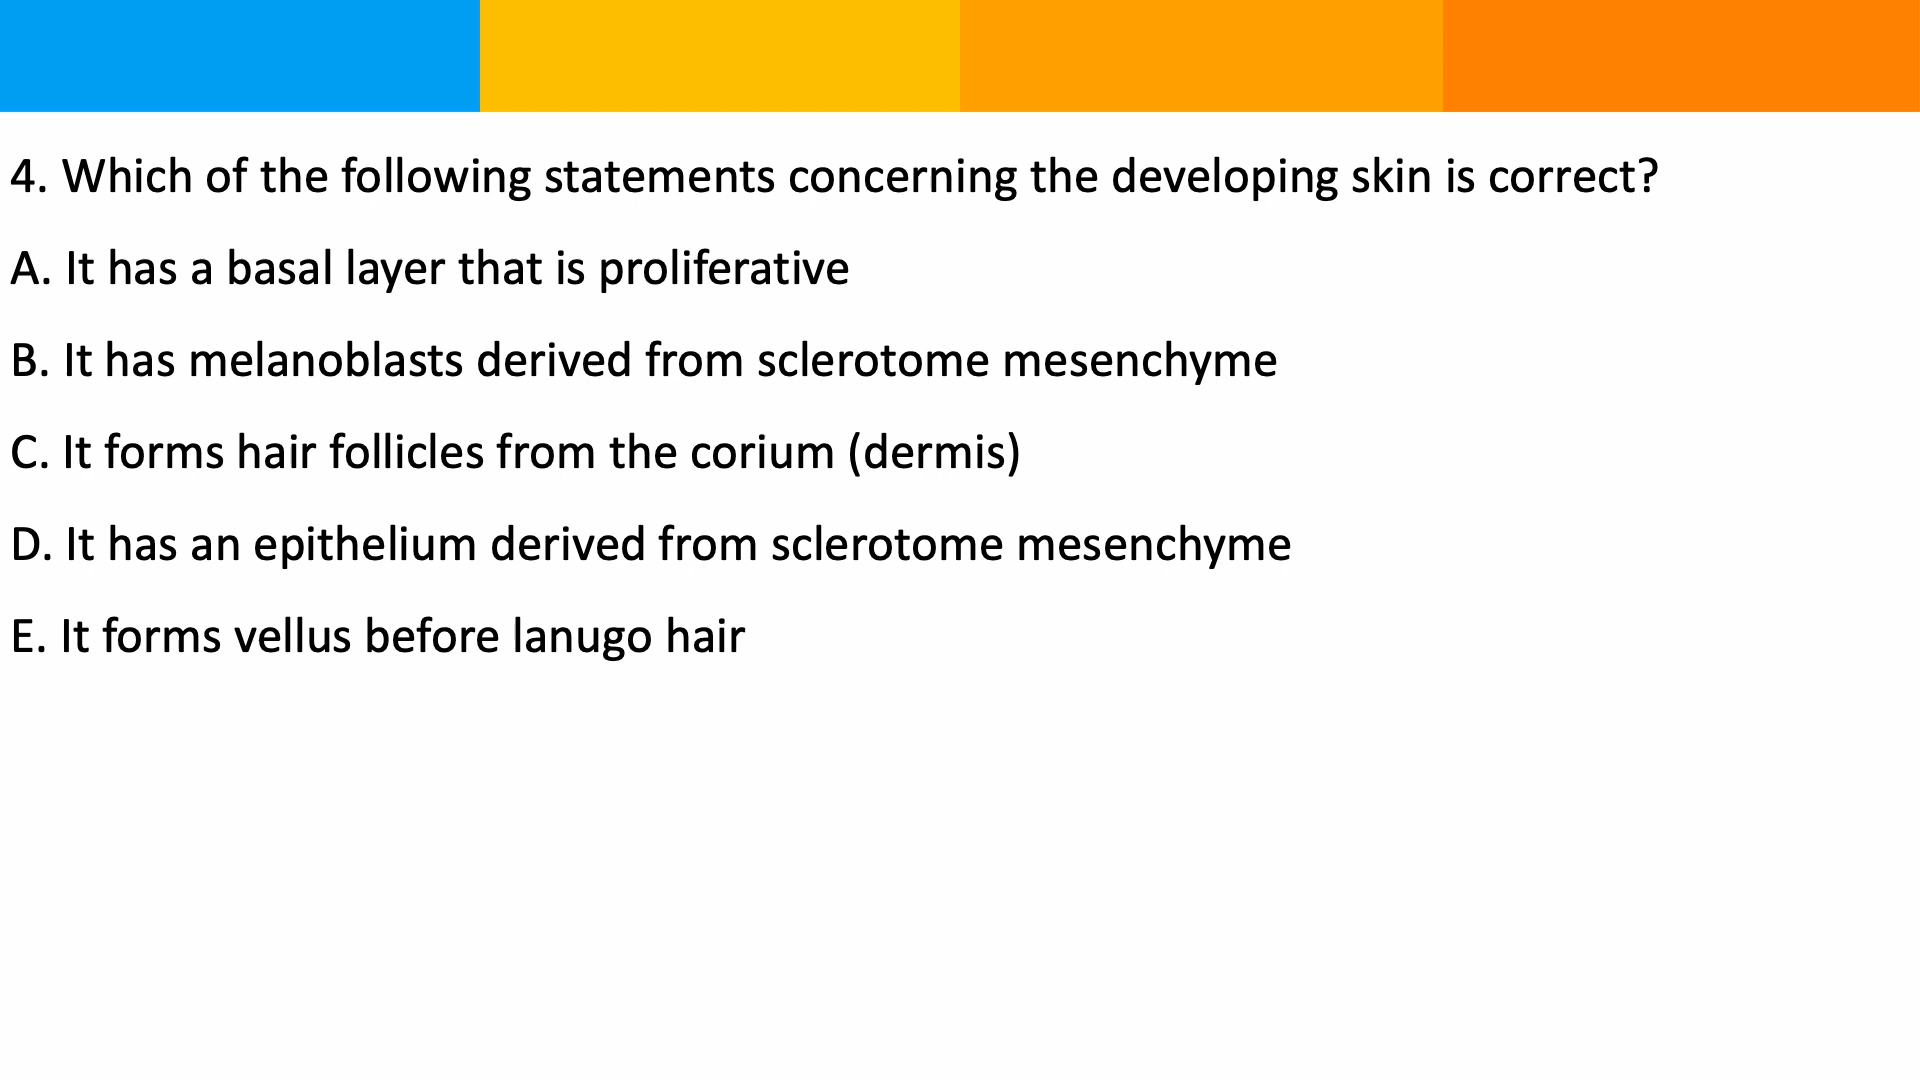 4. Which of the following statements concerning the developing skin is correct?
A. It has a basal layer that is proliferative
B. It has melanoblasts derived from sclerotome mesenchyme
C. It forms hair follicles from the corium (dermis)
D. It has an epithelium derived from sclerotome mesenchyme
E. It forms vellus before lanugo hair